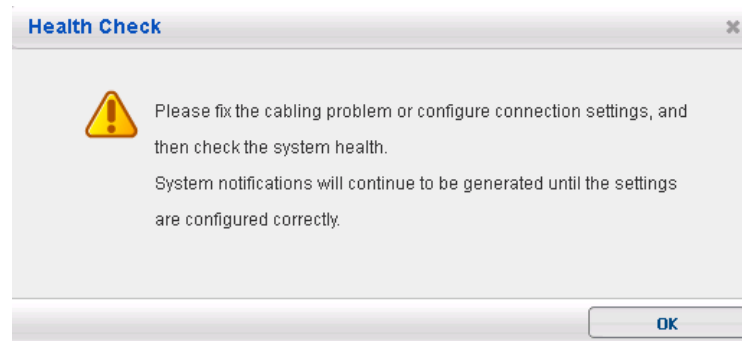 Health Check
Please fix the cabling problem or configure connection settings, and
then check the system health.
System notifications will continue to be generated until the settings
are configured correctly.
OK